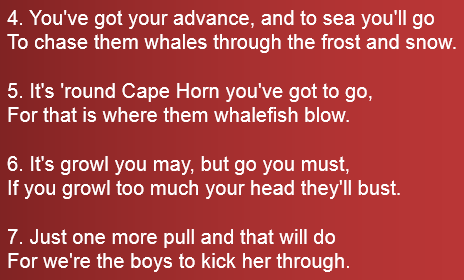 4. You've got your advance, and to sea you'll go
To chase them whales through the frost and snow.
5. It's 'round Cape Horn you've got to go,
For that is where them whalefish blow.
6. It's growl you may, but go you must,
If you growl too much your head they'll bust.
7. Just one more pull and that will do
For we're the boys to kick her through.